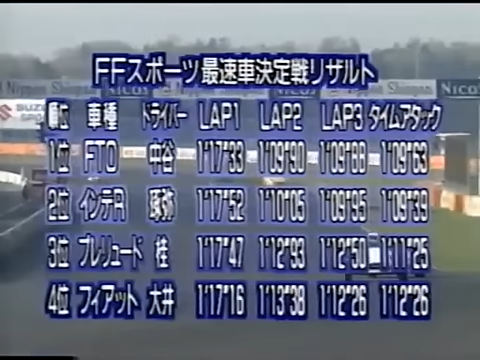 FFスポーツ最速車決定戦リザルト
順位 車種 ドライバー LAP1 LAP2 LAP3 タイムアタック
1位 FTO 中谷 1'17"33 1'09"90 1'09"88 1'09"63
2位 インテR 琢弥 1'17"52 1'10"05 1'09"95 1'09"39
3位 プレリュード 桂 1'17"47 1'12"93 1'12"50 1'11"25
4位 フィアット 大井 1'17"16 1'13"38 1'12"26 1'12"26